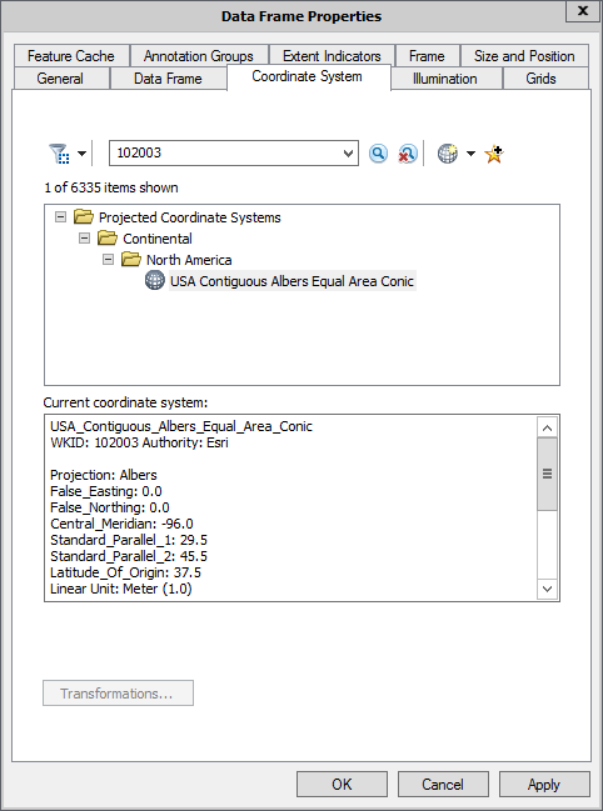 Data Frame Properties
x
Feature Cache
Annotation Groups
Extent Indicators
Frame
Size and Position
General
Data Frame
Coordinate System
Illumination
Grids
102003
1 of 6335 items shown
Projected Coordinate Systems
Continental
North America
USA Contiguous Albers Equal Area Conic
Current coordinate system:
USA_Contiguous_Albers_Equal_Area_Conic
WKID: 102003 Authority: Esri
Projection: Albers
False_Easting: 0.0
False_Northing: 0.0
Central_Meridian: -96.0
Standard_Parallel_1: 29.5
Standard_Parallel_2: 45.5
Latitude_Of_Origin: 37.5
Linear Unit: Meter (1.0)
Transformations...
OK
Cancel
Apply